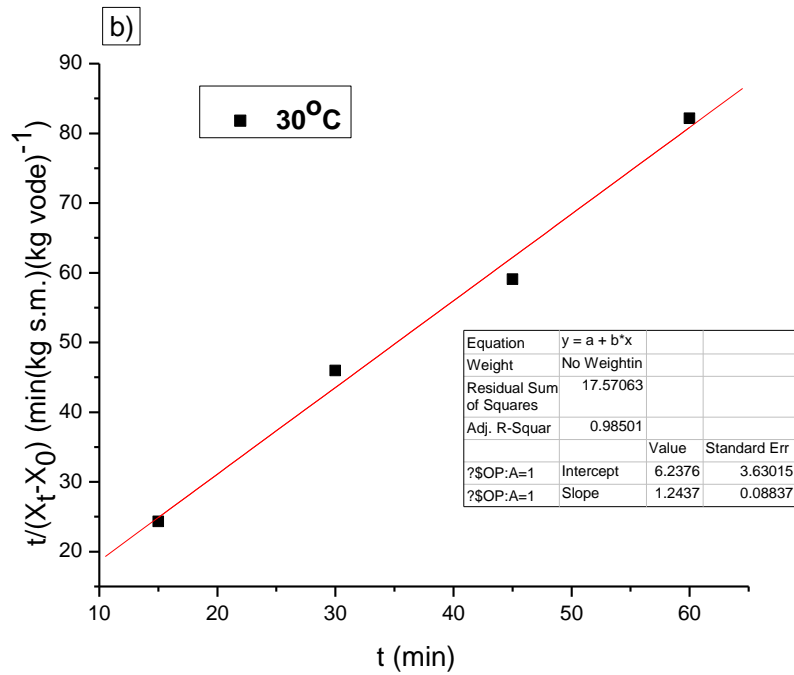 b)
30°C
90
80
70
60
50
40
30
20
10
20
30
40
50
60
t/(Xt-X0) (min(kg s.m.)(kg vode)-1)
t (min)
Equation y = a + b*x
Weight No Weightin
Residual Sum 17.57063
of Squares
Adj. R-Squar 0.98501
Value Standard Err
?$OP:A=1 Intercept 6.2376 3.63015
?$OP:A=1 Slope 1.2437 0.08837